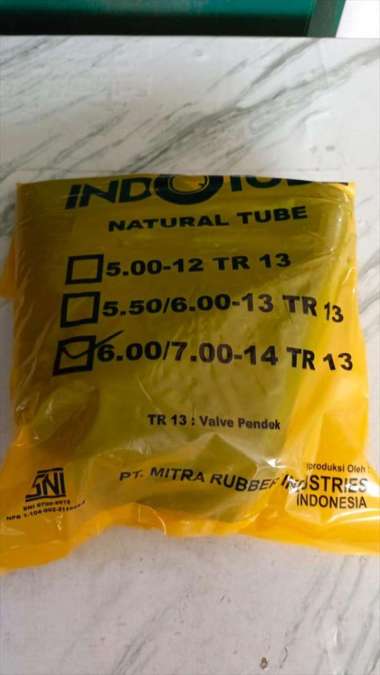 INDOTUBE
NATURAL TUBE
5.00-12 TR 13
5.50/6.00-13 TR 13
6.00/7.00-14 TR 13
TR 13 : Valve Pendek
Diproduksi Oleh :
PT. MITRA RUBBER INDUSTRIES
INDONESIA
SNI